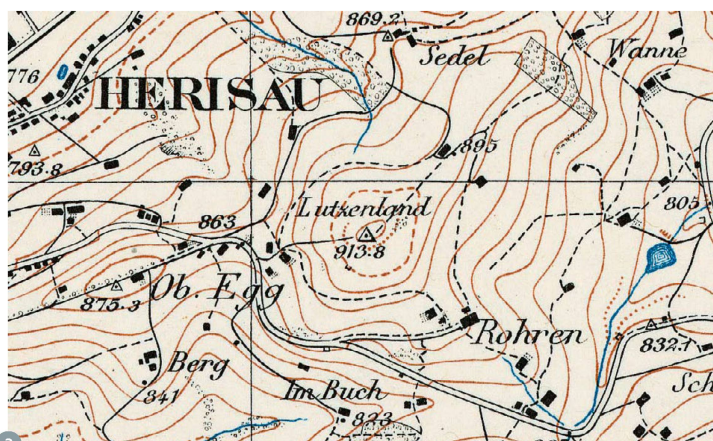 869.2
Sedel
Wanne
776
HERISAU
895
793.8
Lutzenland
805
863
913.8
875.3
Ob. Egg
Rohren
832.1
Berg
841
Im Buch
Sch
823